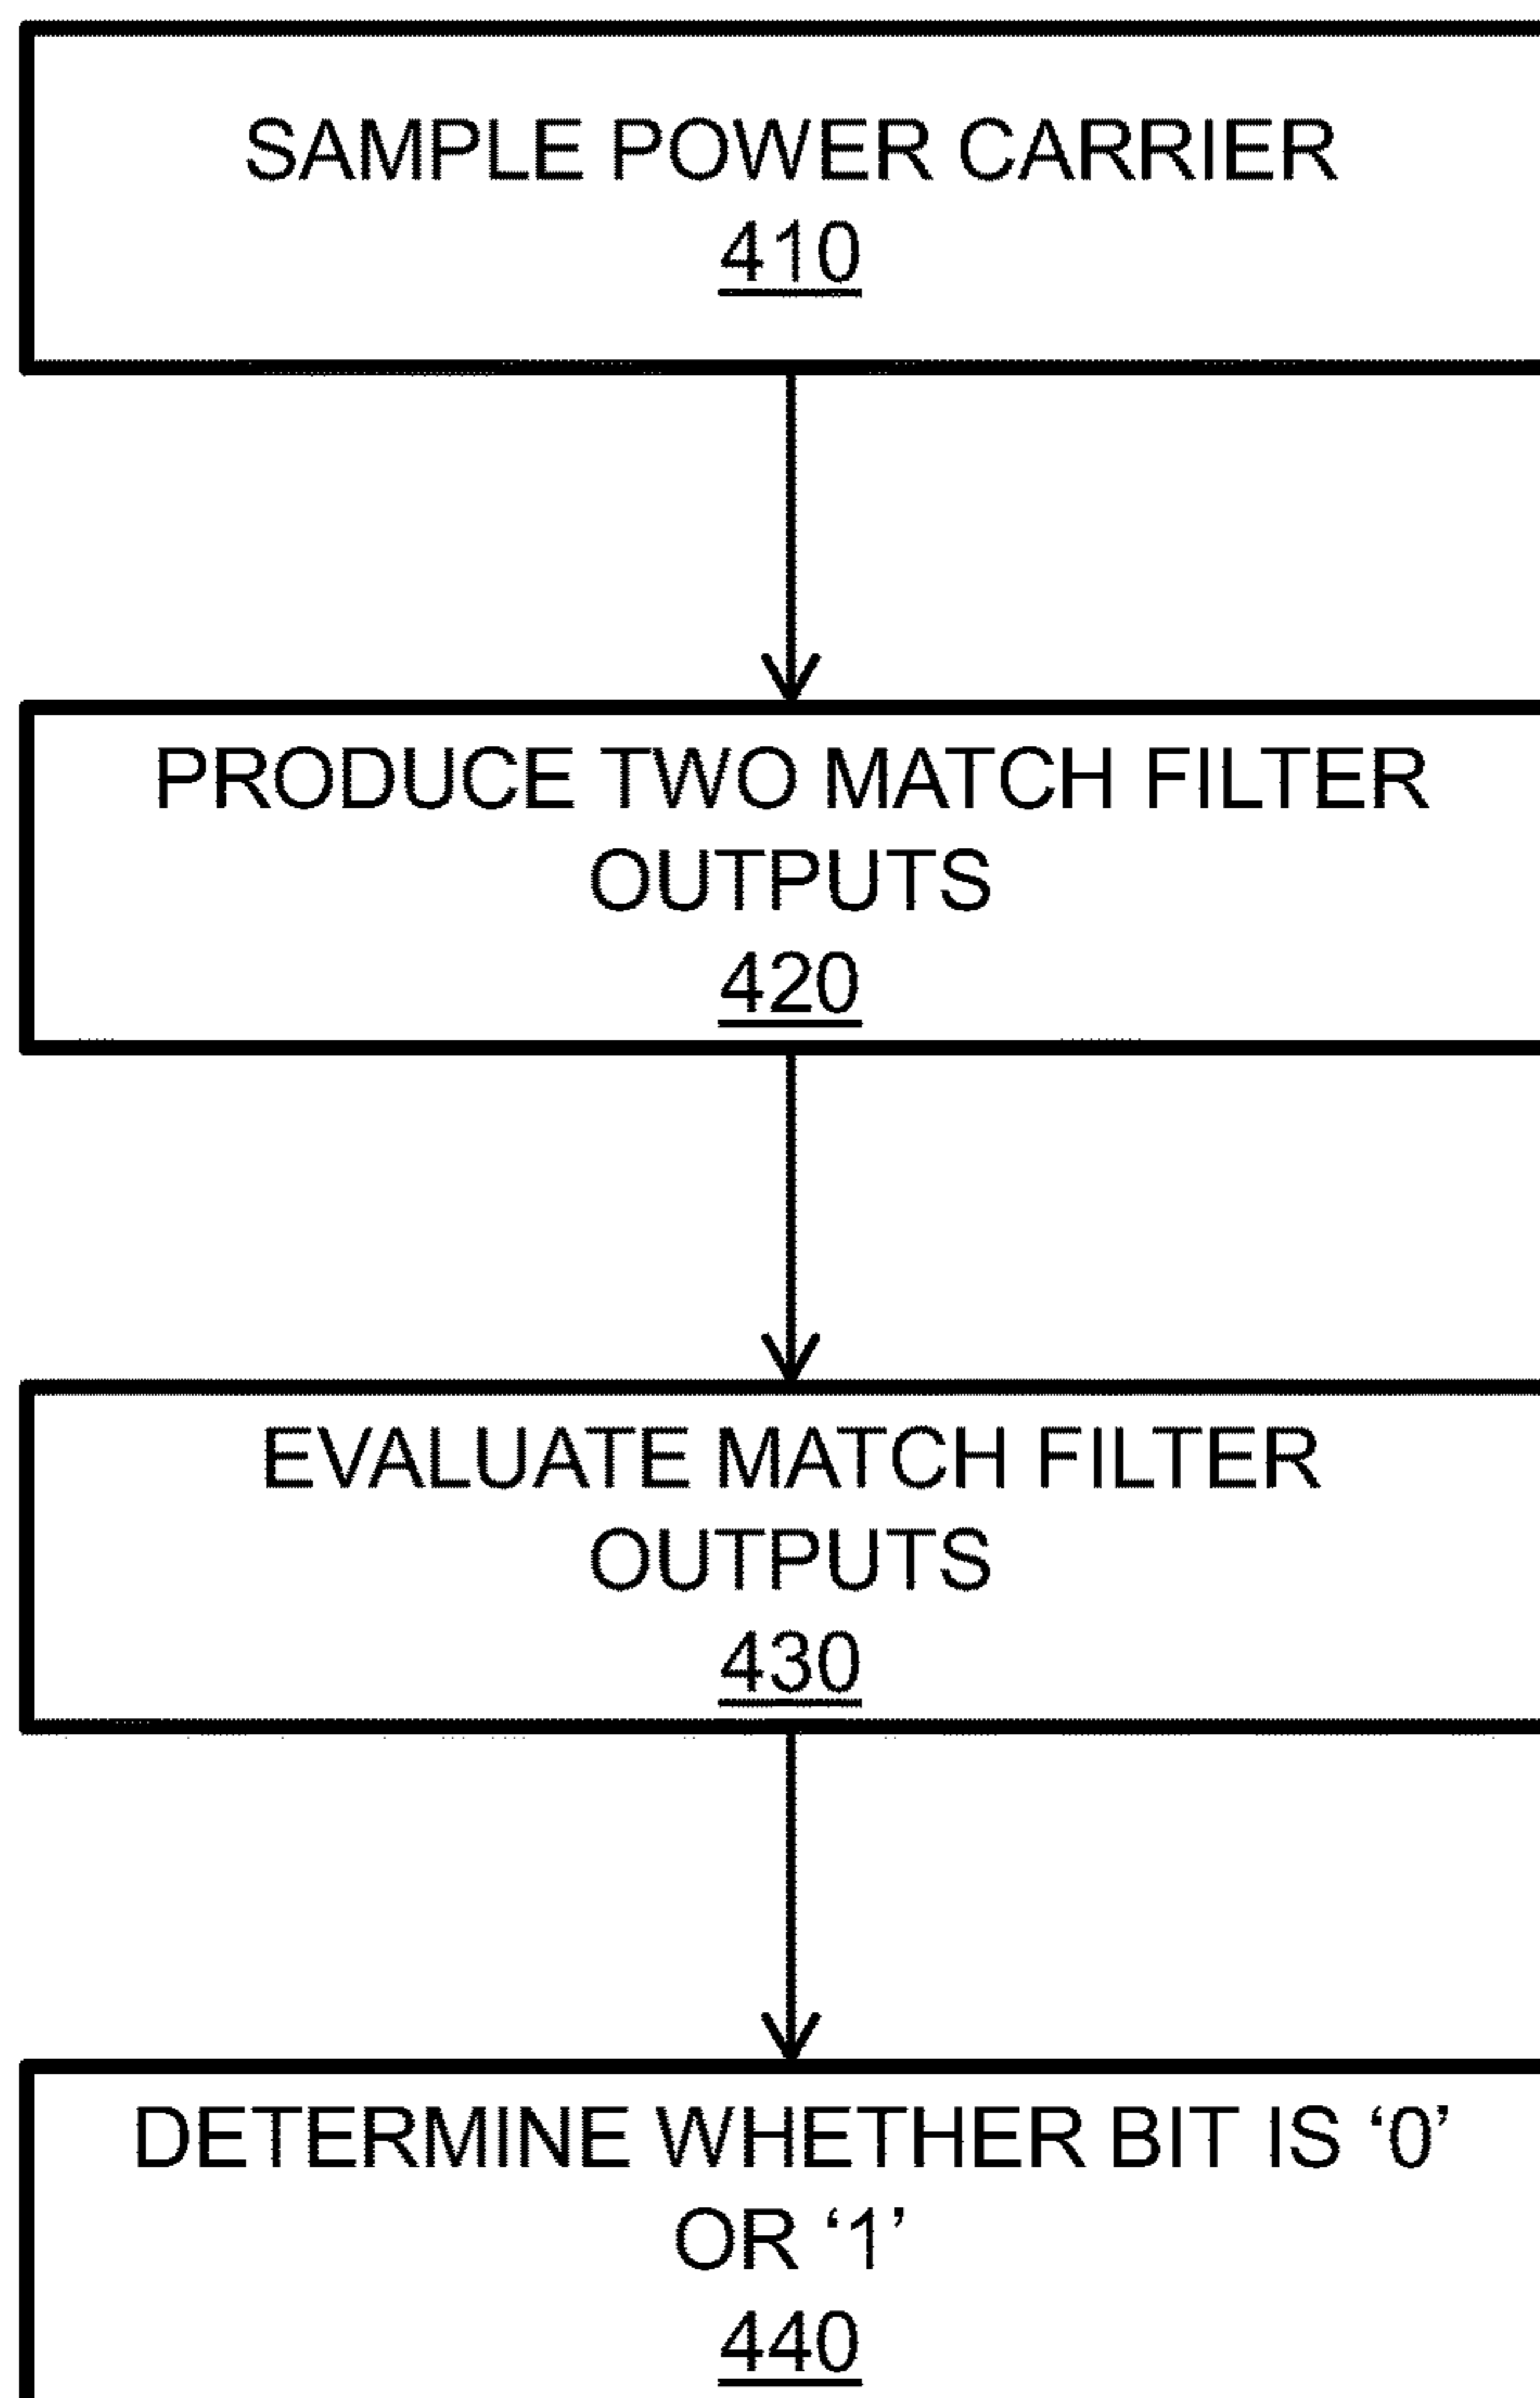 SAMPLE POWER CARRIER
410
PRODUCE TWO MATCH FILTER
OUTPUTS
420
EVALUATE MATCH FILTER
OUTPUTS
430
DETERMINE WHETHER BIT IS ‘0’
OR ‘1’
440